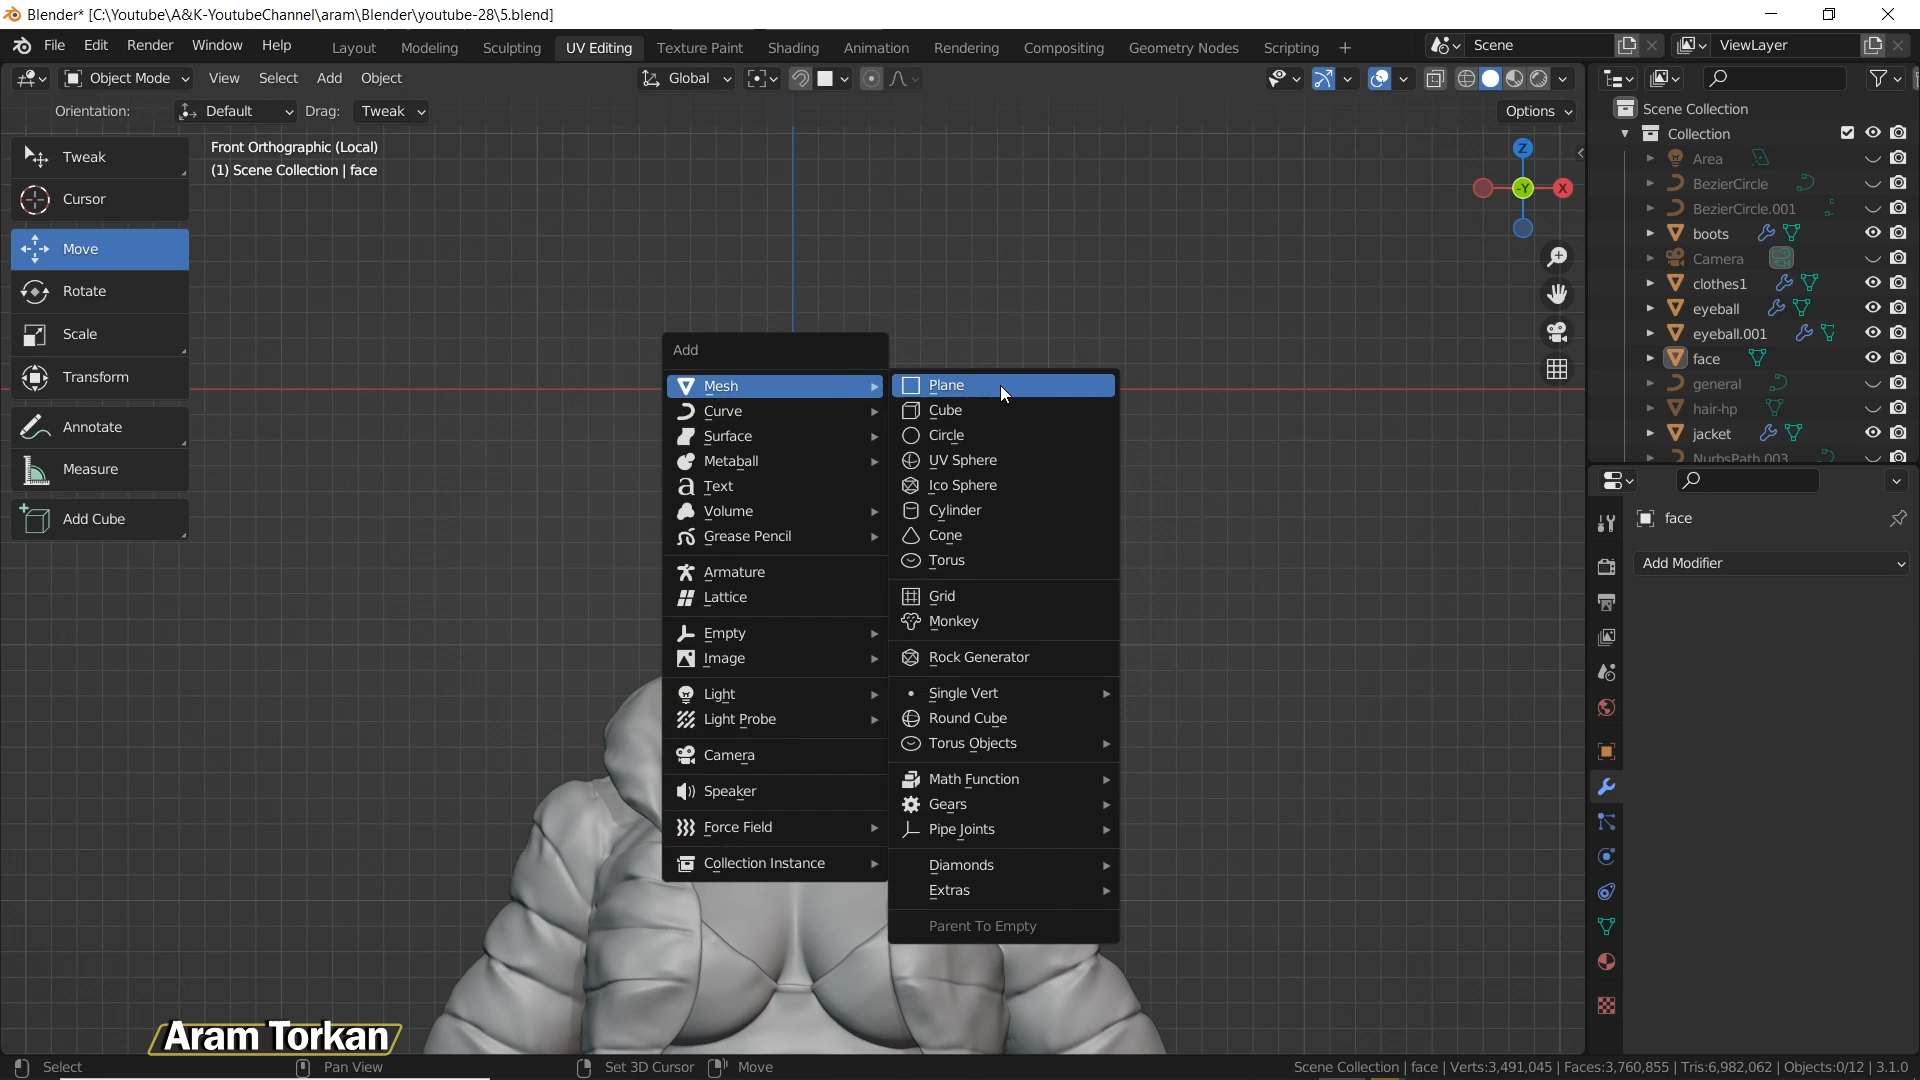 Blender* [C:\Youtube\A&K-YoutubeChannel\aram\Blender\youtube-28\5.blend]
File Edit Render Window Help Layout Modeling Sculpting UV Editing Texture Paint Shading Animation Rendering Compositing Geometry Nodes Scripting + Scene ViewLayer
Object Mode View Select Add Object Global
Orientation: Default Drag: Tweak Options
Front Orthographic (Local)
(1) Scene Collection | face
Tweak
Cursor
Move
Rotate
Scale
Transform
Annotate
Measure
Add Cube
Z
-Y
X
Add
Mesh
Curve
Surface
Metaball
Text
Volume
Grease Pencil
Armature
Lattice
Empty
Image
Light
Light Probe
Camera
Speaker
Force Field
Collection Instance
Plane
Cube
Circle
UV Sphere
Ico Sphere
Cylinder
Cone
Torus
Grid
Monkey
Rock Generator
Single Vert
Round Cube
Torus Objects
Math Function
Gears
Pipe Joints
Diamonds
Extras
Parent To Empty
Scene Collection
Collection
Area
BezierCircle
BezierCircle.001
boots
Camera
clothes1
eyeball
eyeball.001
face
general
hair-hp
jacket
NurbsPath.003
face
Add Modifier
Aram Torkan
Select Pan View Set 3D Cursor Move Scene Collection | face | Verts:3,491,045 | Faces:3,760,855 | Tris:6,982,062 | Objects:0/12 | 3.1.0